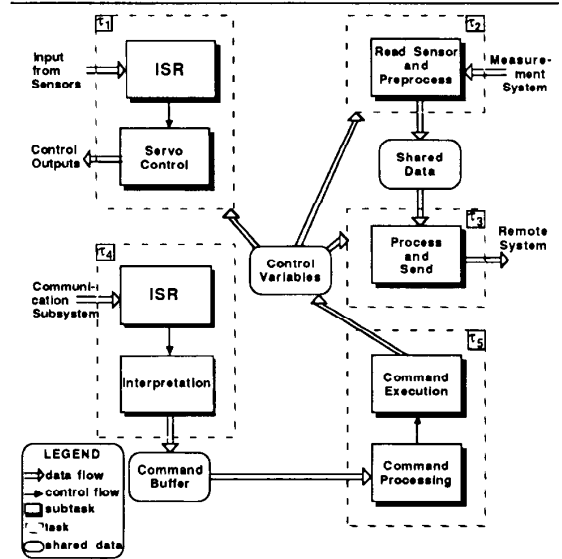 τ1
Input
from
Sensors
ISR
Control
Outputs
Servo
Control
τ2
Read Sensor
and
Preprocess
Measure-
ment
System
Shared
Data
τ3
Process
and
Send
Remote
System
Control
Variables
τ4
Communi-
cation
Subsystem
ISR
Interpretation
Command
Buffer
τ5
Command
Execution
Command
Processing
LEGEND
data flow
control flow
subtask
task
shared data